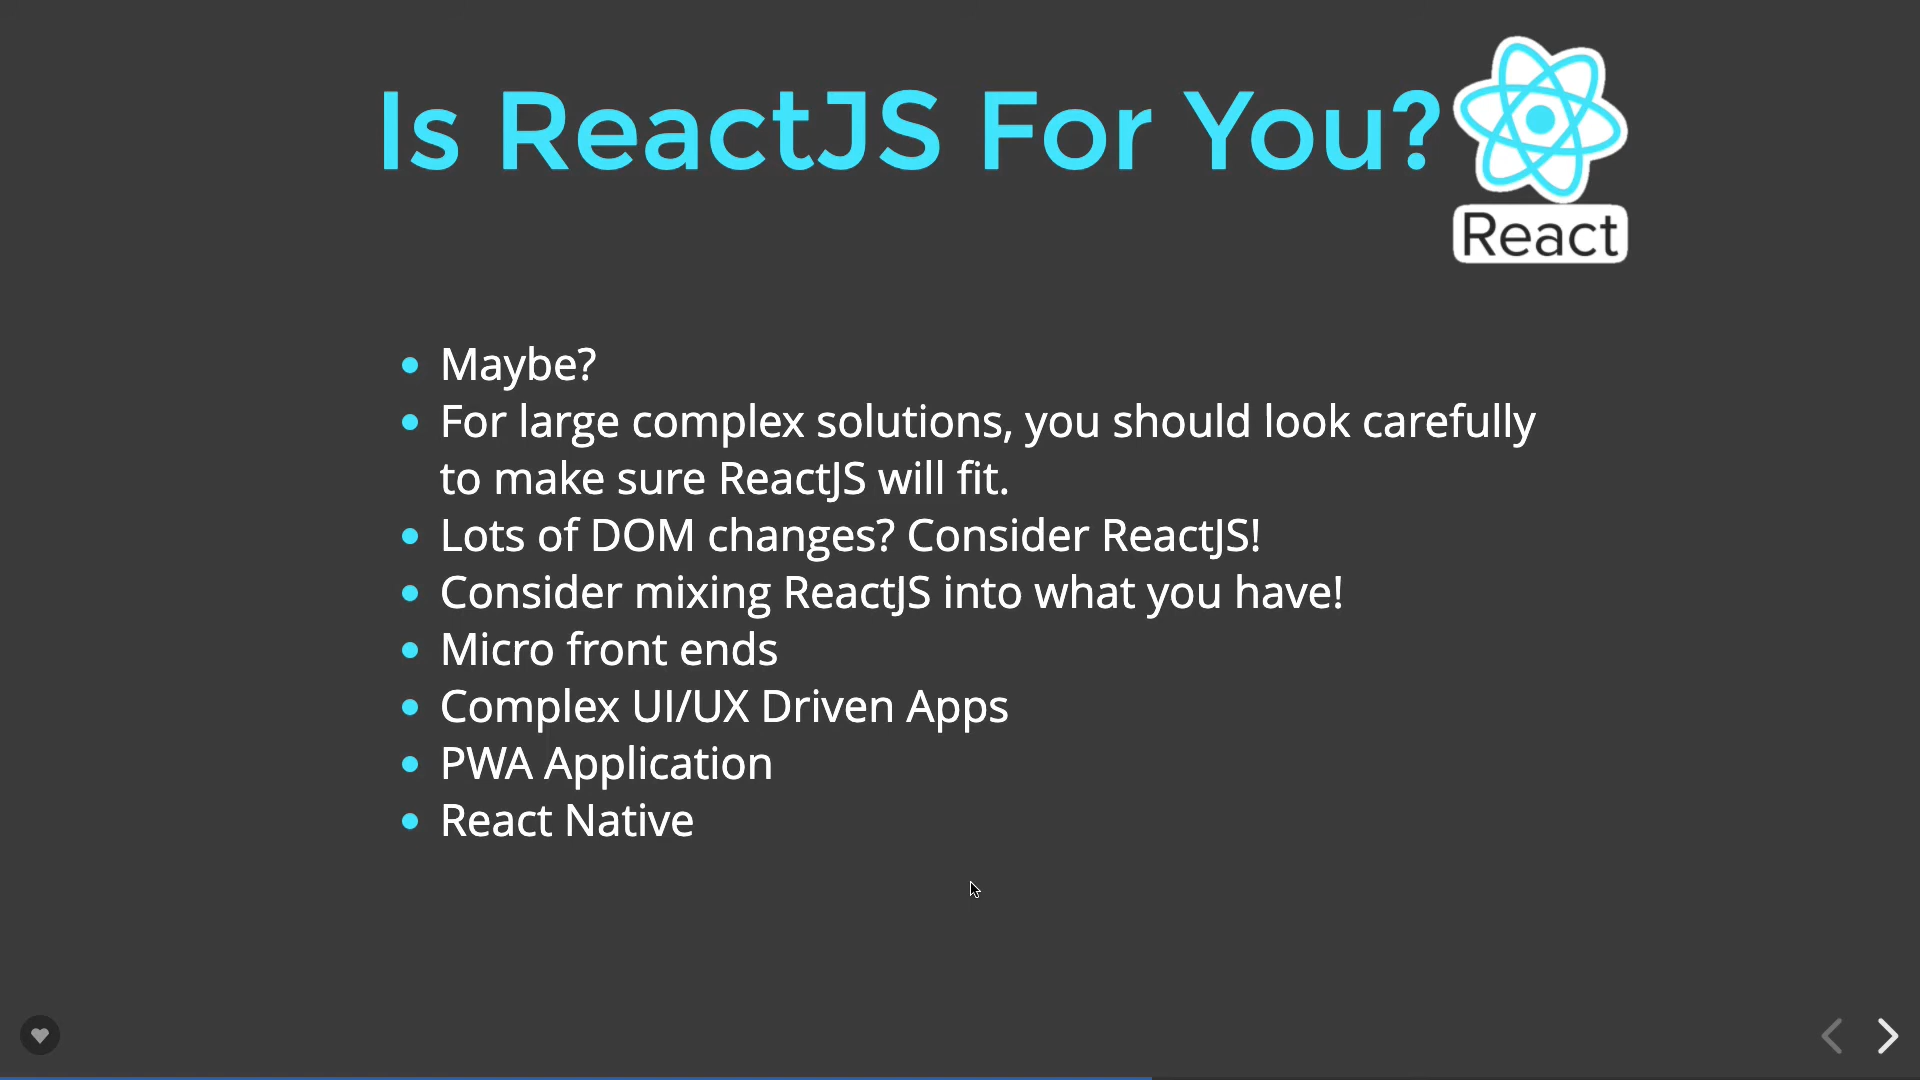 Is ReactJS For You?
React
Maybe?
For large complex solutions, you should look carefully
to make sure ReactJS will fit.
Lots of DOM changes? Consider ReactJS!
Consider mixing ReactJS into what you have!
Micro front ends
Complex UI/UX Driven Apps
PWA Application
React Native